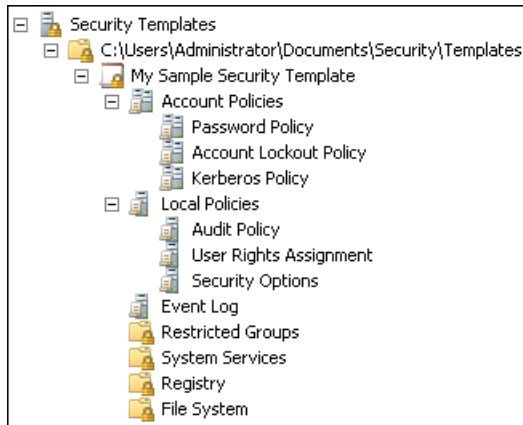 Security Templates
C:\Users\Administrator\Documents\Security\Templates
My Sample Security Template
Account Policies
Password Policy
Account Lockout Policy
Kerberos Policy
Local Policies
Audit Policy
User Rights Assignment
Security Options
Event Log
Restricted Groups
System Services
Registry
File System